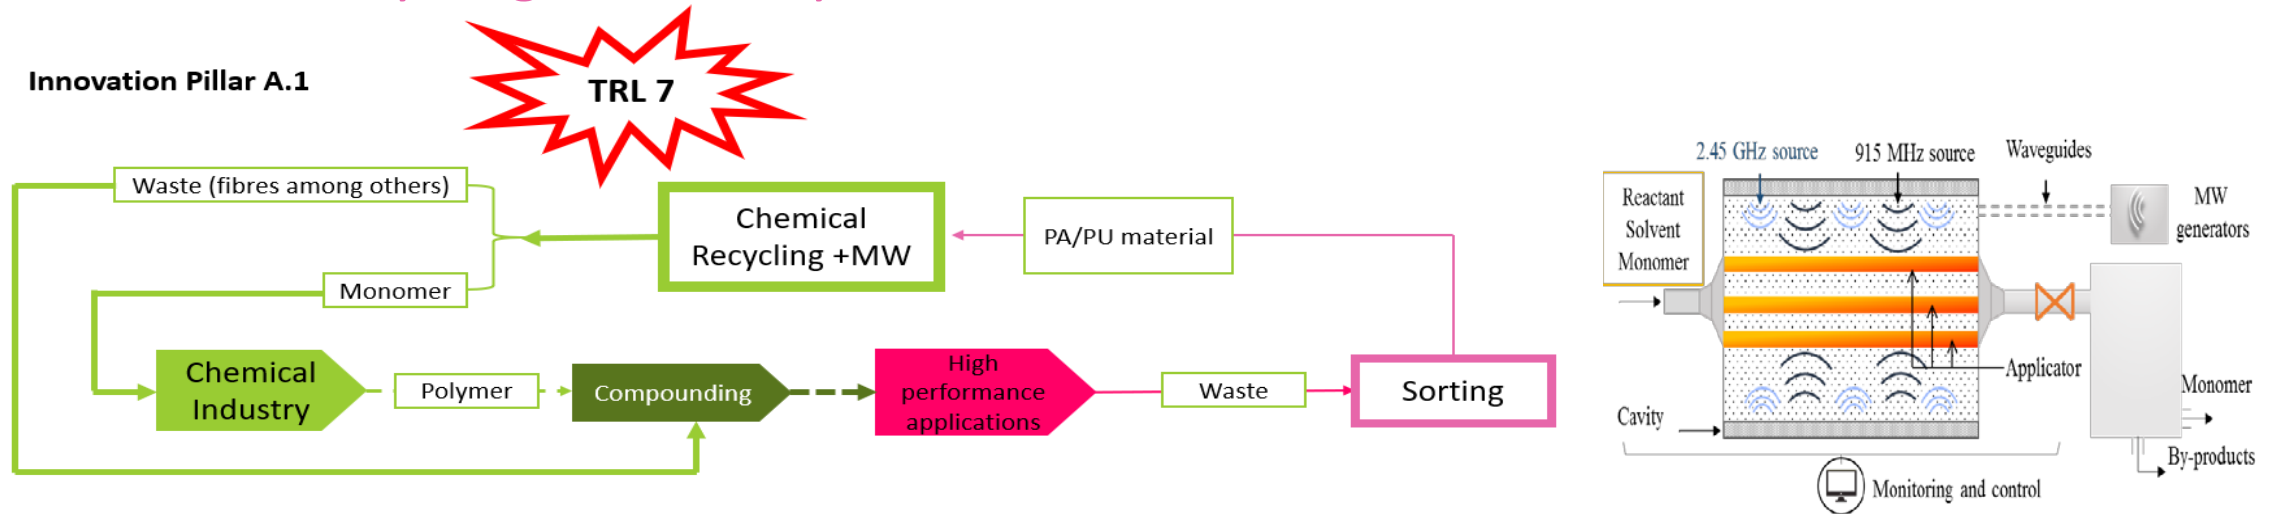 Innovation Pillar A.1
TRL 7
Waste (fibres among others)
Monomer
Chemical
Recycling +MW
PA/PU material
Chemical
Industry
Polymer
Compounding
High
performance
applications
Waste
Sorting
2.45 GHz source
915 MHz source
Waveguides
Reactant
Solvent
Monomer
MW
generators
Applicator
Monomer
Cavity
By-products
Monitoring and control